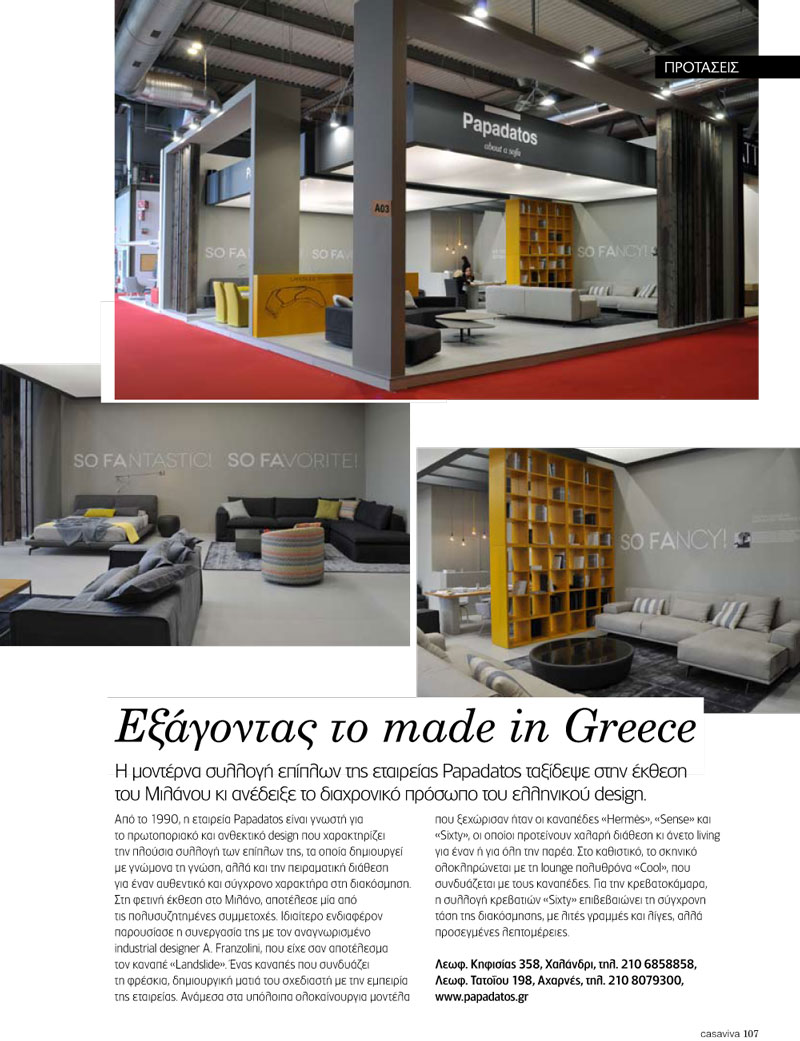 ΠΡΟΤΑΣΕΙΣ
Papadatos
about a sofa
A03
SO FANTASTIC!
SO FAVO
SO FANCY!
SO FANTASTIC! SO FAVORITE!
SO FANCY!
Εξάγοντας το made in Greece
Η μοντέρνα συλλογή επίπλων της εταιρείας Papadatos ταξίδεψε στην έκθεση
του Μιλάνου κι ανέδειξε το διαχρονικό πρόσωπο του ελληνικού design.
Από το 1990, η εταιρεία Papadatos είναι γνωστή για
το πρωτοποριακό και ανθεκτικό design που χαρακτηρίζει
την πλούσια συλλογή των επίπλων της, τα οποία δημιουργεί
με γνώμονα τη γνώση, αλλά και την πειραματική διάθεση
για έναν αυθεντικό και σύγχρονο χαρακτήρα στη διακόσμηση.
Στη φετινή έκθεση στο Μιλάνο, αποτέλεσε μία από
τις πολυσυζητημένες συμμετοχές. Ιδιαίτερο ενδιαφέρον
παρουσίασε η συνεργασία της με τον αναγνωρισμένο
industrial designer A. Franzolini, που είχε σαν αποτέλεσμα
τον καναπέ «Landslide». Ένας καναπές που συνδυάζει
τη φρέσκια, δημιουργική ματιά του σχεδιαστή με την εμπειρία
της εταιρείας. Ανάμεσα στα υπόλοιπα ολοκαίνουργια μοντέλα
που ξεχώρισαν ήταν οι καναπέδες «Hermés», «Sense» και
«Sixty», οι οποίοι προτείνουν χαλαρή διάθεση κι άνετο living
για έναν ή για όλη την παρέα. Στο καθιστικό, το σκηνικό
ολοκληρώνεται με τη lounge πολυθρόνα «Cool», που
συνδυάζεται με τους καναπέδες. Για την κρεβατοκάμαρα,
η συλλογή κρεβατιών «Sixty» επιβεβαιώνει τη σύγχρονη
τάση της διακόσμησης, με λιτές γραμμές και λίγες, αλλά
προσεγμένες λεπτομέρειες.
Λεωφ. Κηφισίας 358, Χαλάνδρι, τηλ. 210 6858858,
Λεωφ. Τατοΐου 198, Αχαρνές, τηλ. 210 8079300,
www.papadatos.gr
casaviva 107